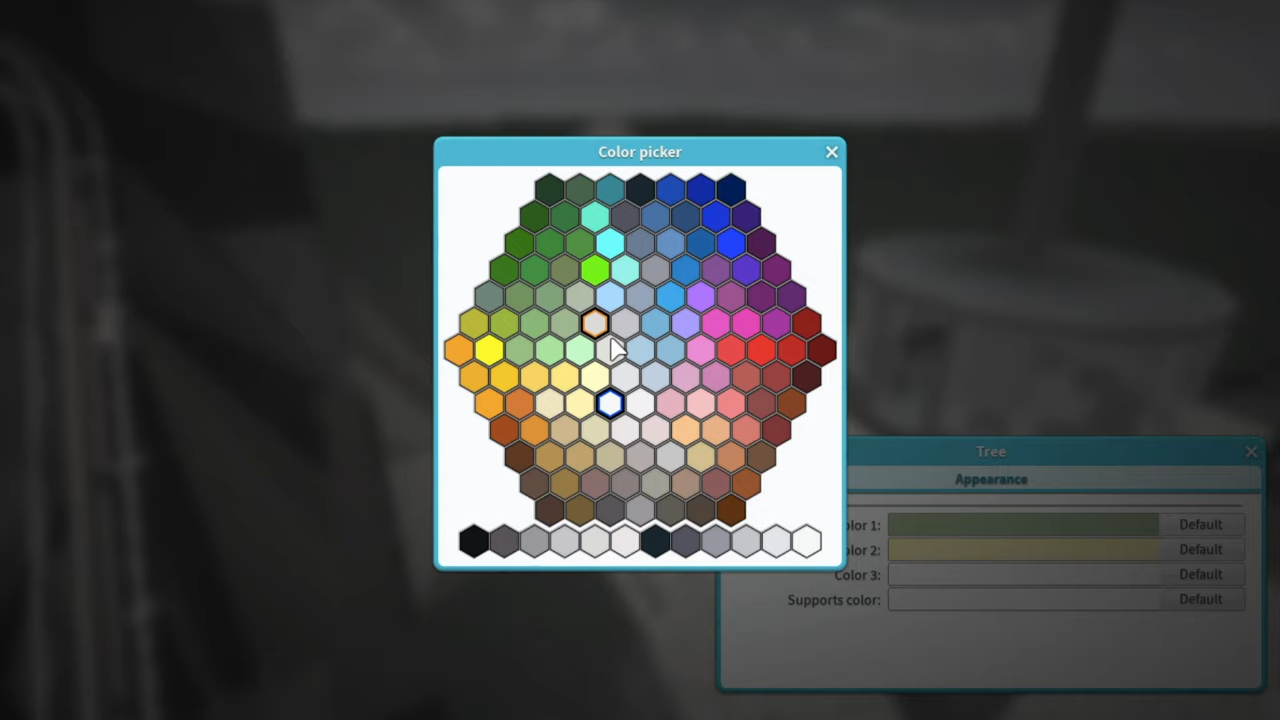 Color picker
Tree
Appearance
olor 1:
Default
olor 2:
Default
Color 3:
Default
Supports color:
Default